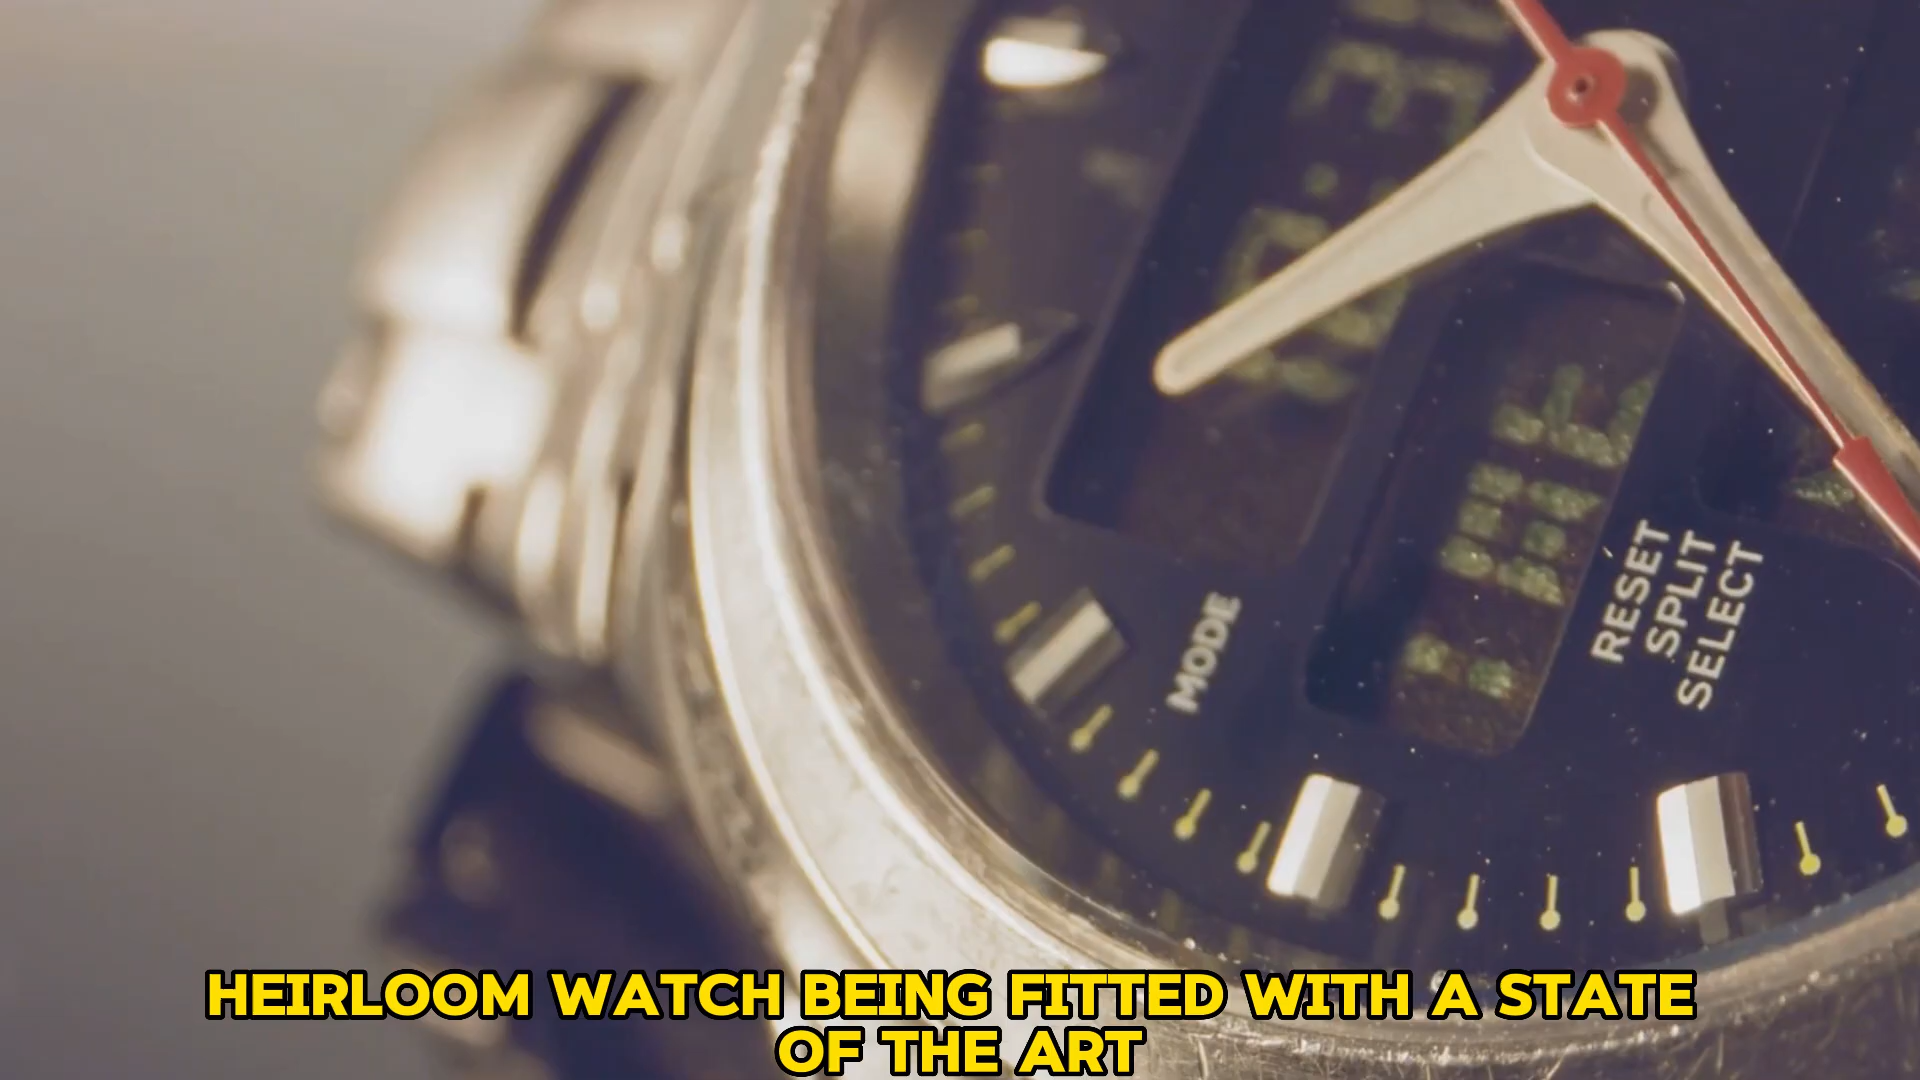 MODE
RESET
SPLIT
SELECT
HEIRLOOM WATCH BEING FITTED WITH A STATE
OF THE ART